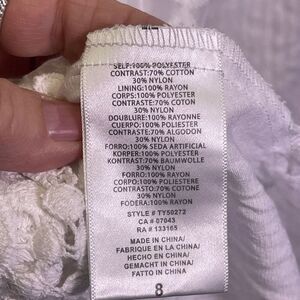 SELF:100% POLYESTER
CONTRAST:70% COTTON
30% NYLON
LINING:100% RAYON
CORPS:100% POLYESTER
CONTRASTE:70% COTON
30% NYLON
DOUBLURE:100% RAYONNE
CUERPO:100% POLIESTER
CONTRASTE:70% ALGODON
30% NYLON
FORRO:100% SEDA ARTIFICIAL
KORPER:100% POLYESTER
KONTRAST:70% BAUMWOLLE
30% NYLON
FORRO:100% RAYON
CORPO:100% POLIESTERE
CONTRASTO:70% COTONE
30% NYLON
FODERA:100% RAYON
STYLE # TY50272
CA # 07043
RA # 133165
MADE IN CHINA/
FABRIQUE EN LA CHINA/
HECHO EN CHINA/
GEMACHT IN CHINA/
FATTO IN CHINA
8